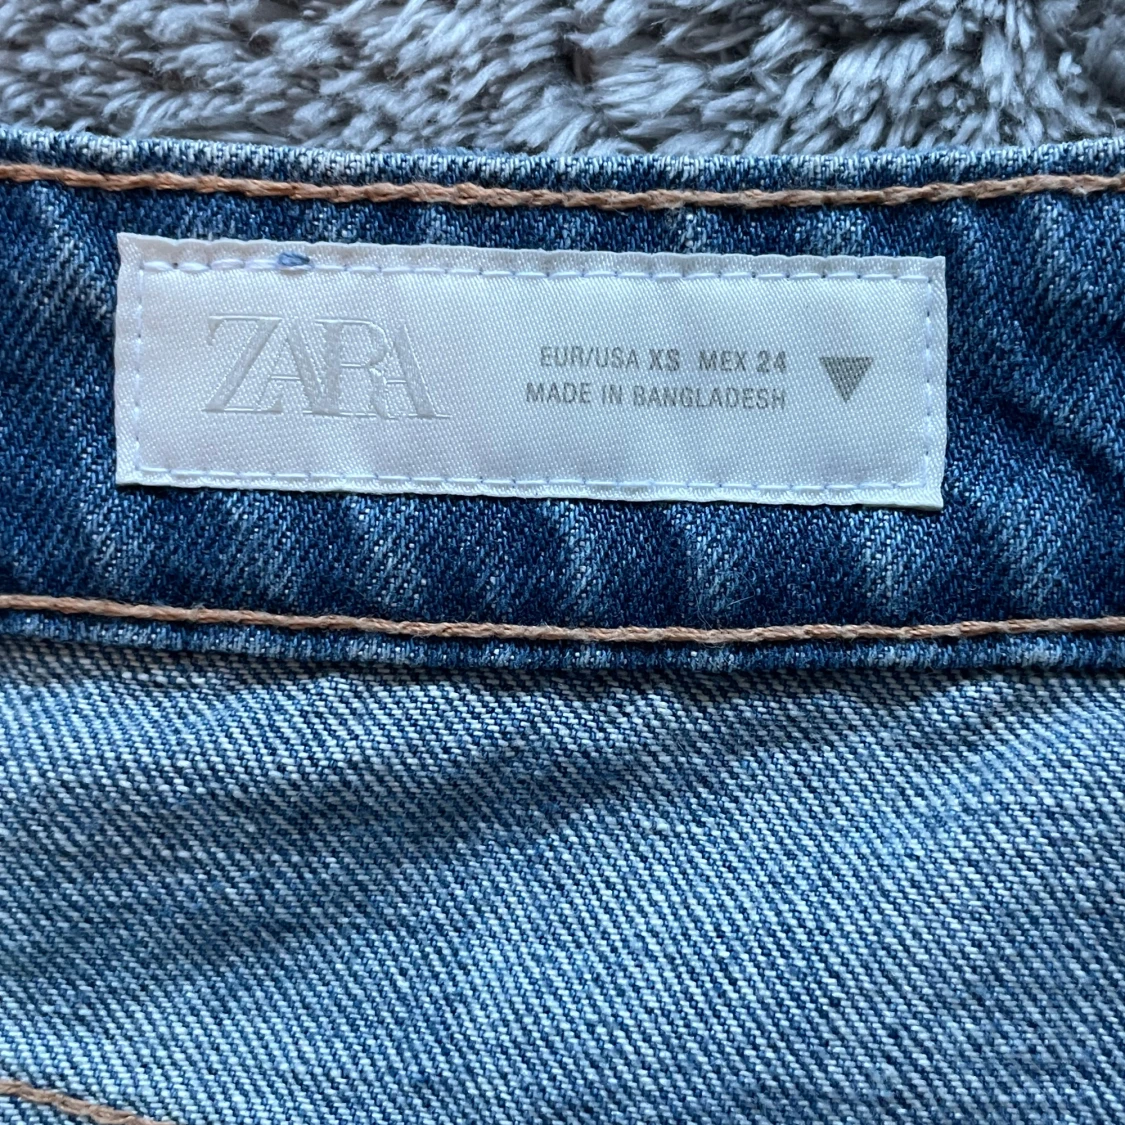 ZARA
EUR/USA XS MEX 24
MADE IN BANGLADESH